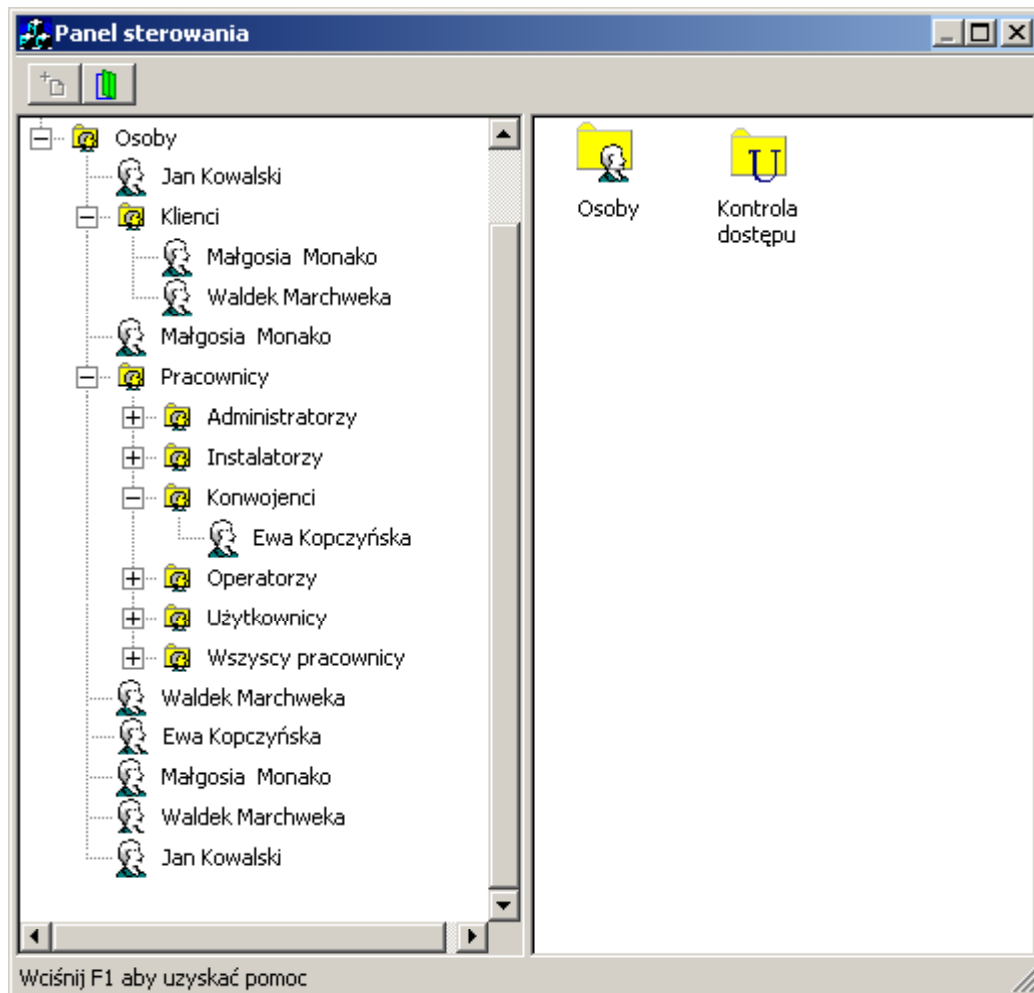 Panel sterowania
Osoby
Jan Kowalski
Klienci
Małgosia  Monako
Waldek Marchweka
Małgosia  Monako
Pracownicy
Administratorzy
Instalatorzy
Konwojenci
Ewa Kopczyńska
Operatorzy
Użytkownicy
Wszyscy pracownicy
Waldek Marchweka
Ewa Kopczyńska
Małgosia  Monako
Waldek Marchweka
Jan Kowalski
Osoby
U
Kontrola
dostępu
Wciśnij F1 aby uzyskać pomoc